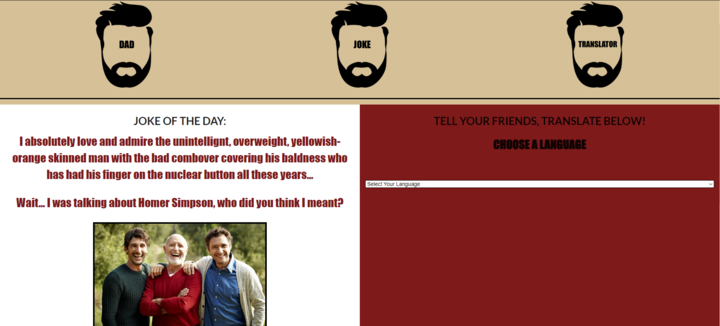 DAD
JOKE
TRANSLATOR
JOKE OF THE DAY:
I absolutely love and admire the unintellignt, overweight, yellowish-
orange skinned man with the bad combover covering his baldness who
has had his finger on the nuclear button all these years...
Wait... I was talking about Homer Simpson, who did you think I meant?
TELL YOUR FRIENDS, TRANSLATE BELOW!
CHOOSE A LANGUAGE
Select Your Language